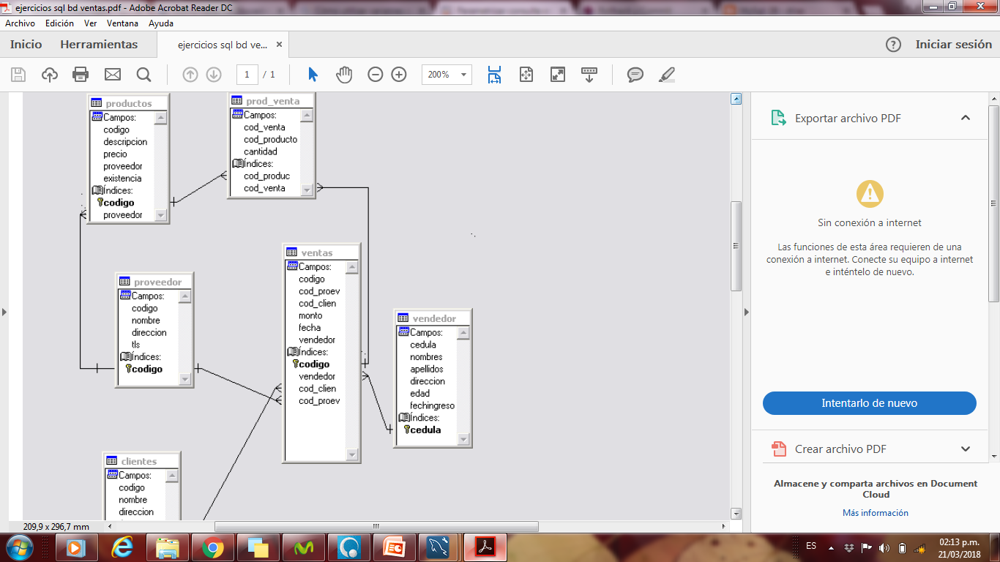 ejercicios sql bd ventas.pdf - Adobe Acrobat Reader DC
Archivo Edición Ver Ventana Ayuda
Inicio Herramientas ejercicios sql bd ve... × Iniciar sesión
1 / 1 200%
productos
Campos:
codigo
descripcion
precio
proveedor
existencia
Índices:
codigo
proveedor
prod_venta
Campos:
cod_venta
cod_producto
cantidad
Índices:
cod_produc
cod_venta
ventas
Campos:
codigo
cod_proev
cod_clien
monto
fecha
vendedor
Índices:
codigo
vendedor
cod_clien
cod_proev
proveedor
Campos:
codigo
nombre
direccion
tls
Índices:
codigo
vendedor
Campos:
cedula
nombres
apellidos
direccion
edad
fechingreso
Índices:
cedula
clientes
Campos:
codigo
nombre
direccion
209,9 x 296,7 mm
Exportar archivo PDF
Sin conexión a internet
Las funciones de esta área requieren de una
conexión a internet. Conecte su equipo a internet
e inténtelo de nuevo.
Intentarlo de nuevo
Crear archivo PDF
Almacene y comparta archivos en Document
Cloud
Más información
ES
02:13 p.m.
21/03/2018